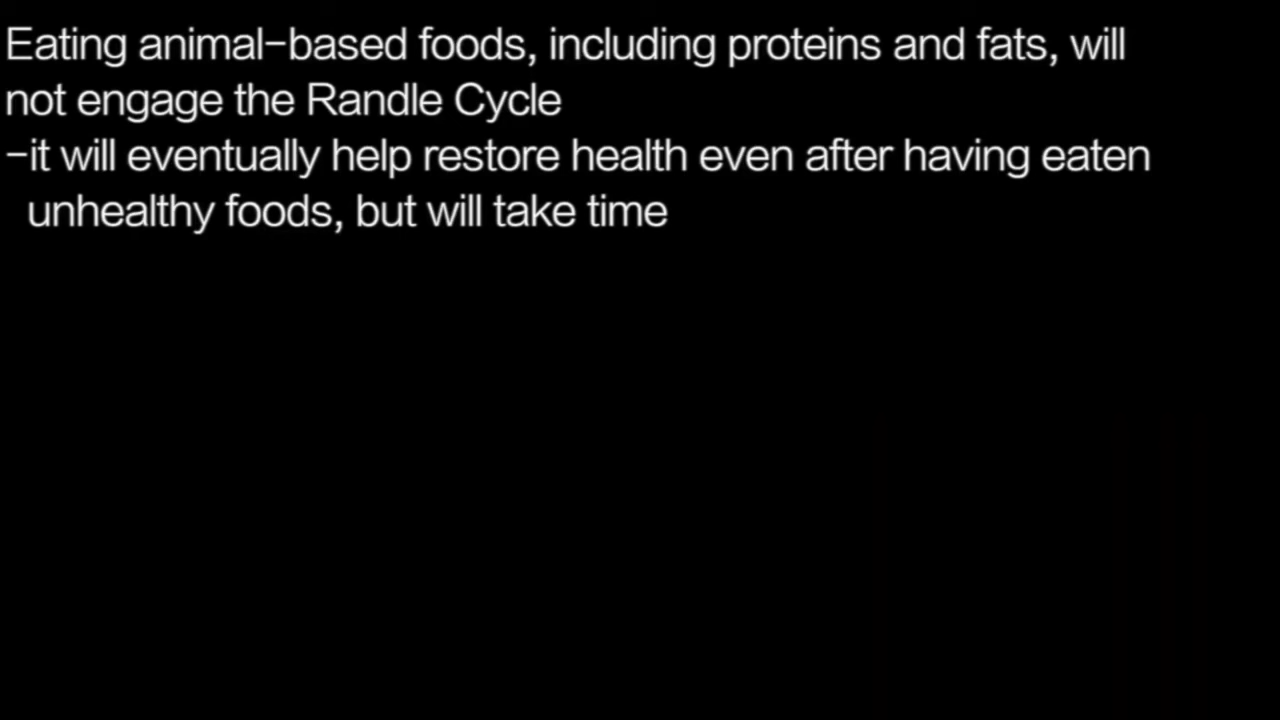 Eating animal-based foods, including proteins and fats, will
not engage the Randle Cycle
-it will eventually help restore health even after having eaten
unhealthy foods, but will take time